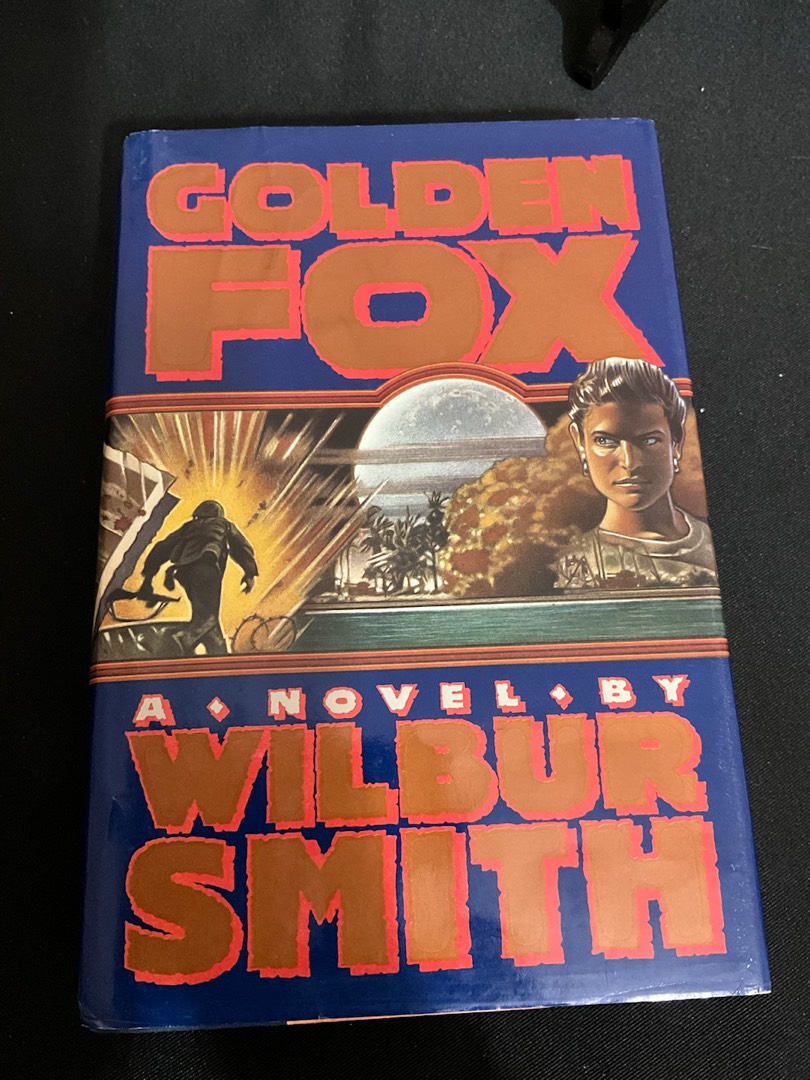 GOLDEN
FOX
A • NOVEL • BY
WILBUR
SMITH